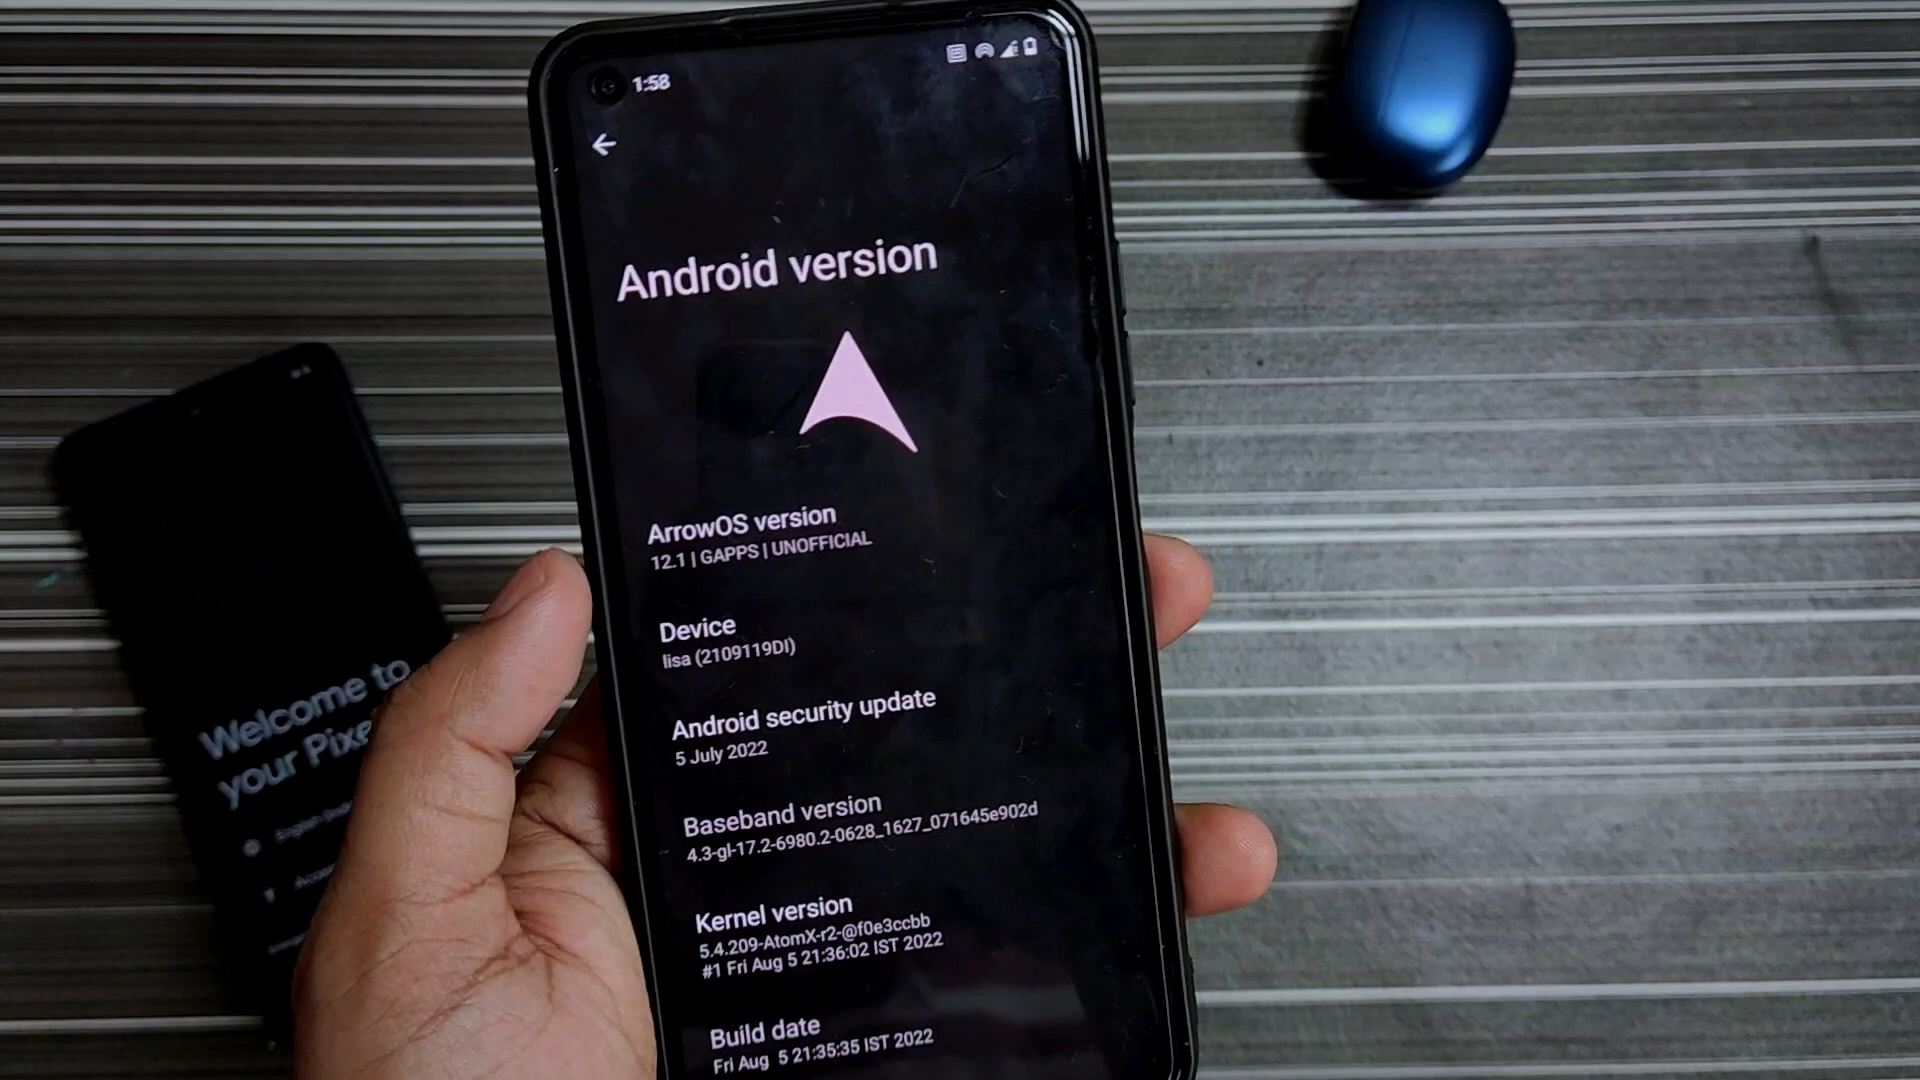 1:58
Android version
ArrowOS version
12.1 | GAPPS | UNOFFICIAL
Device
lisa (2109119DI)
Android security update
5 July 2022
Baseband version
4.3-gl-17.2-6980.2-0628_1627_071645e902d
Kernel version
5.4.209-AtomX-r2-@f0e3ccbb
#1 Fri Aug 5 21:36:02 IST 2022
Build date
Fri Aug 5 21:35:35 IST 2022
Welcome to
your Pixe
English